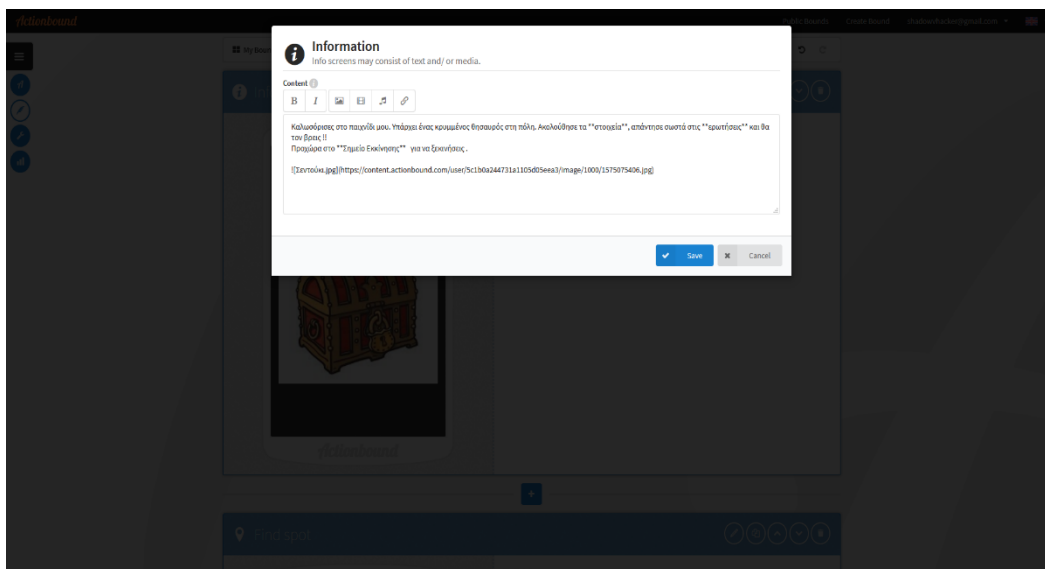 Actionbound
Public Bounds Create Bound
My Boun
Information
Info screens may consist of text and/ or media.
Content
B I
Καλωσόρισες στο παιχνίδι μου. Υπάρχει ένας κρυμμένος θησαυρός στη πόλη. Ακολούθησε τα **στοιχεία**, απάντησε σωστά στις **ερωτήσεις** και θα
τον βρεις !!
Προχώρα στο **Σημείο Εκκίνησης** για να ξεκινήσεις .
![Σεντούκι.jpg](https://content.actionbound.com/user/5c1b0a244731a1105d05eea3/image/1000/1575075406.jpg)
Save Cancel
Actionbound
Find spot